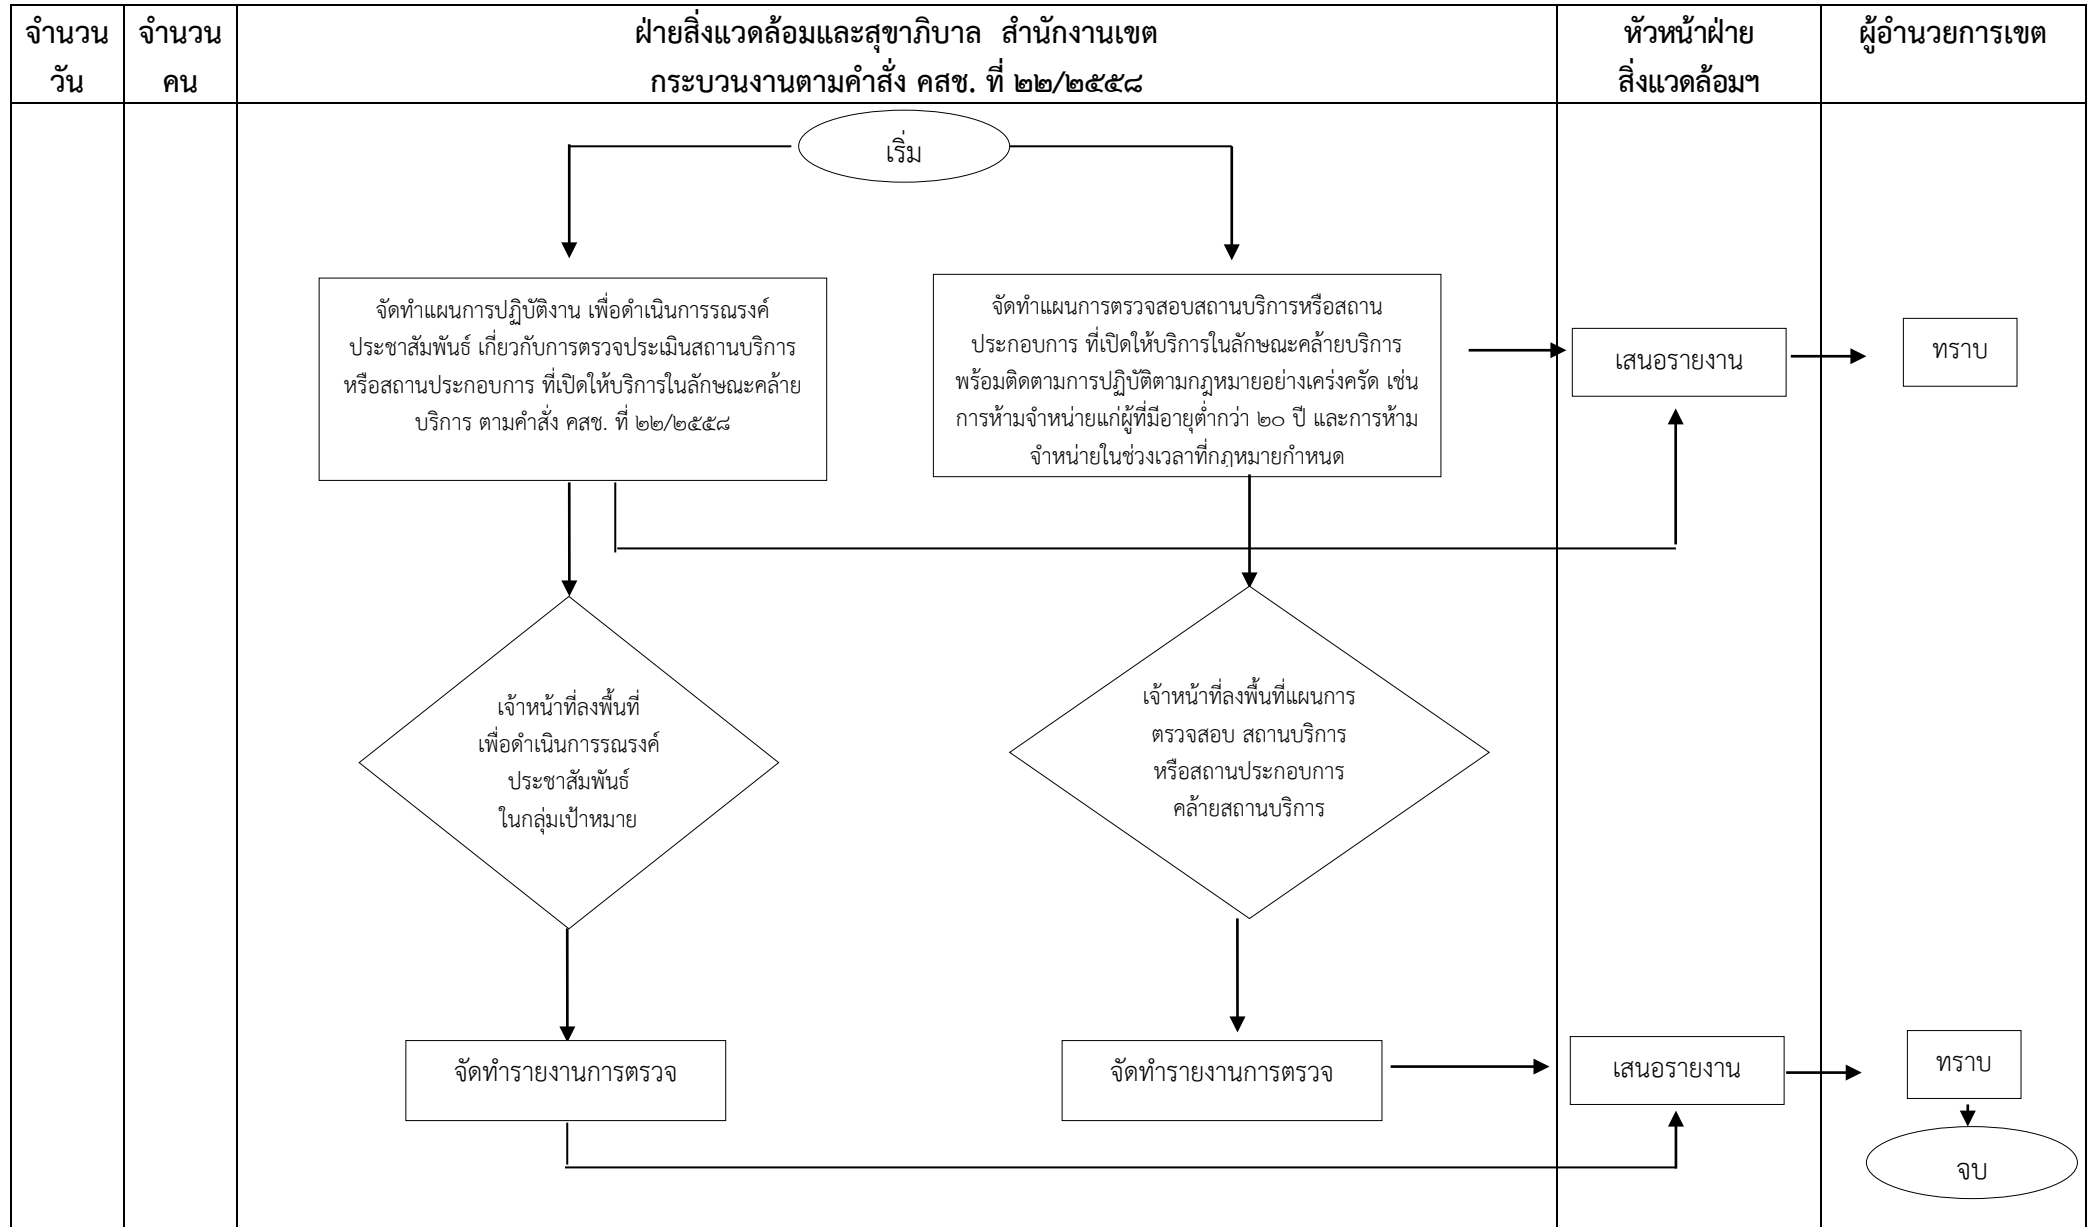 จำนวน
วัน
จำนวน
คน
ฝ่ายสิ่งแวดล้อมและสุขาภิบาล สำนักงานเขต
กระบวนงานตามคำสั่ง คสช. ที่ ๒๒/๒๕๕๘
หัวหน้าฝ่าย
สิ่งแวดล้อมฯ
ผู้อำนวยการเขต
เริ่ม
จัดทำแผนการปฏิบัติงาน เพื่อดำเนินการรณรงค์
ประชาสัมพันธ์ เกี่ยวกับการตรวจประเมินสถานบริการ
หรือสถานประกอบการ ที่เปิดให้บริการในลักษณะคล้าย
บริการ ตามคำสั่ง คสช. ที่ ๒๒/๒๕๕๘
จัดทำแผนการตรวจสอบสถานบริการหรือสถาน
ประกอบการ ที่เปิดให้บริการในลักษณะคล้ายบริการ
พร้อมติดตามการปฏิบัติตามกฎหมายอย่างเคร่งครัด เช่น
การห้ามจำหน่ายแก่ผู้ที่มีอายุต่ำกว่า ๒๐ ปี และการห้าม
จำหน่ายในช่วงเวลาที่กฎหมายกำหนด
เสนอรายงาน
ทราบ
เจ้าหน้าที่ลงพื้นที่
เพื่อดำเนินการรณรงค์
ประชาสัมพันธ์
ในกลุ่มเป้าหมาย
เจ้าหน้าที่ลงพื้นที่แผนการ
ตรวจสอบ สถานบริการ
หรือสถานประกอบการ
คล้ายสถานบริการ
จัดทำรายงานการตรวจ
จัดทำรายงานการตรวจ
เสนอรายงาน
ทราบ
จบ